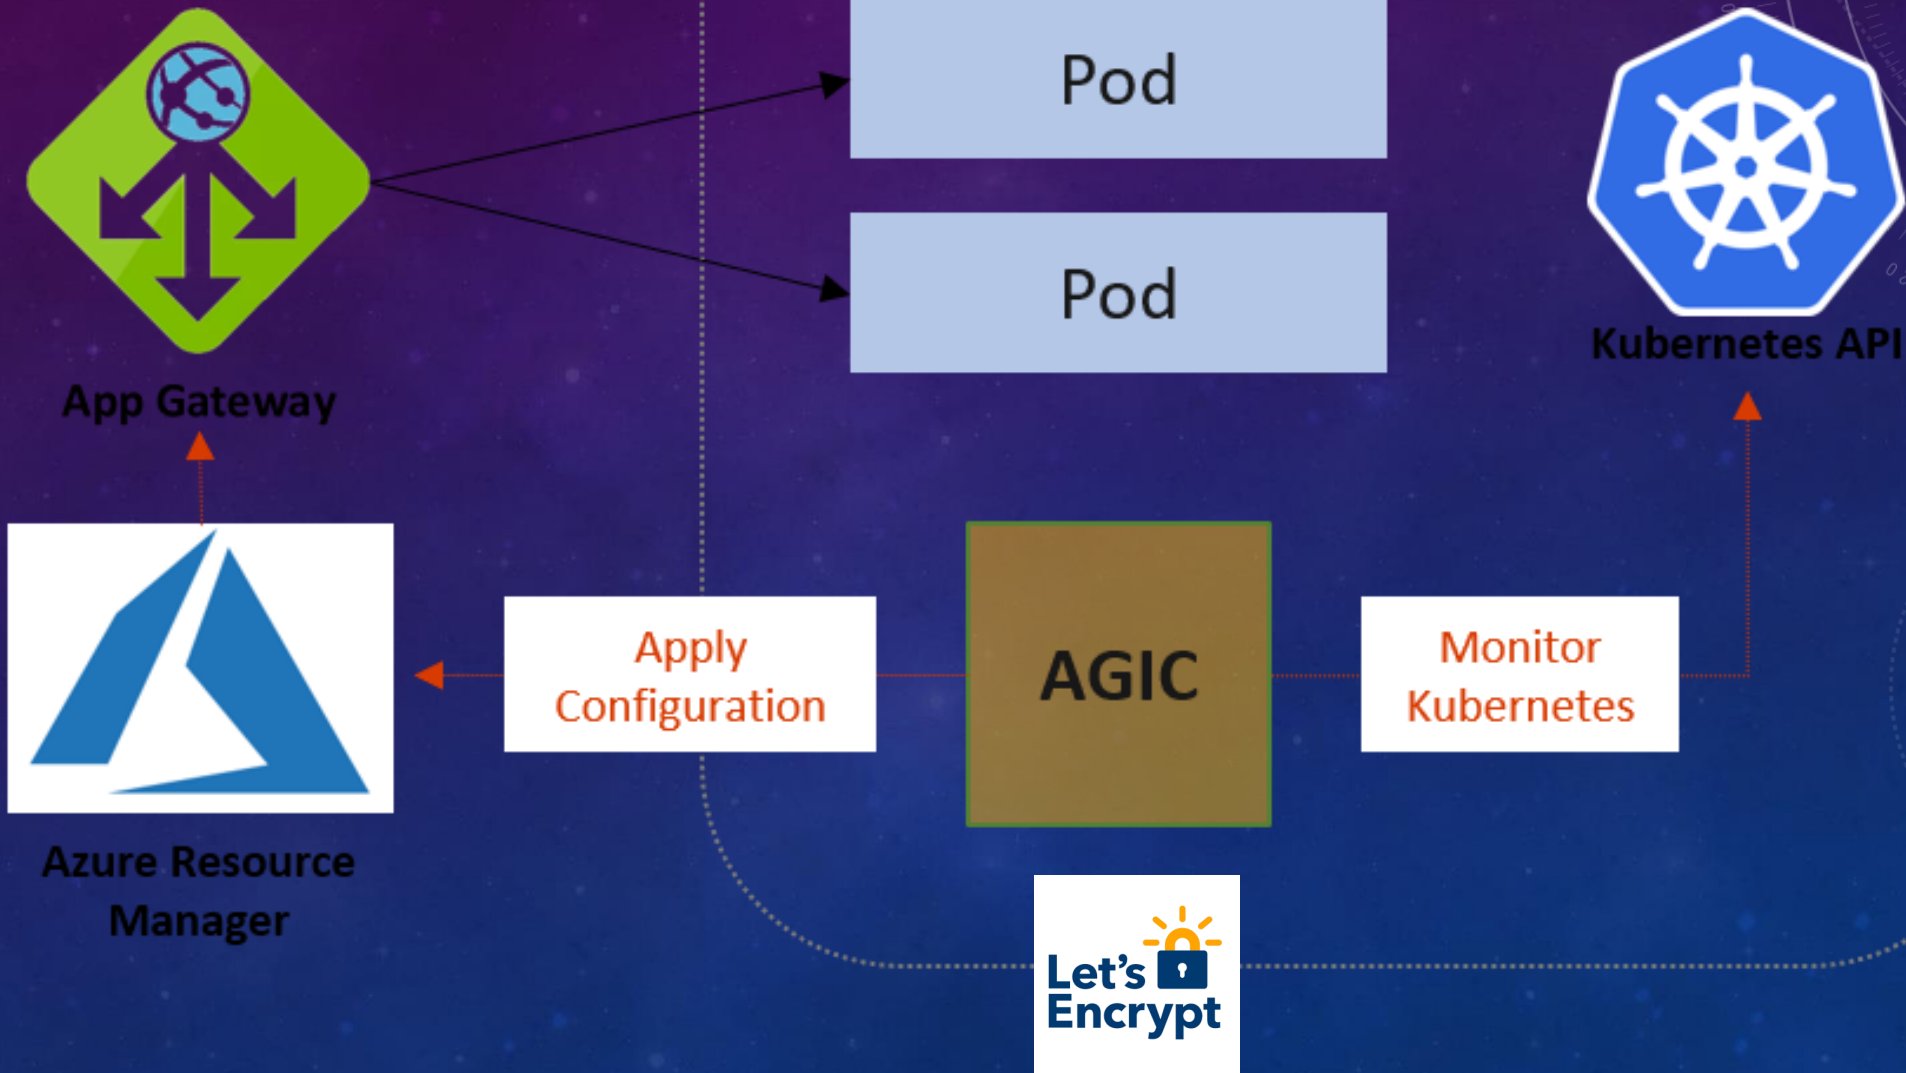 Pod
Pod
Kubernetes API
App Gateway
Apply
Configuration
AGIC
Monitor
Kubernetes
Azure Resource
Manager
Let's
Encrypt